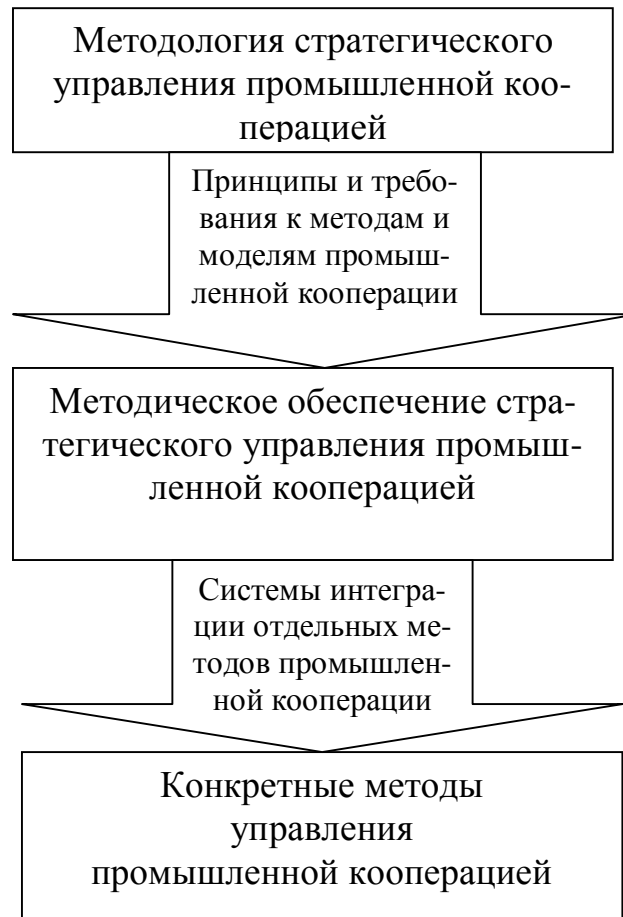 Методология стратегического
управления промышленной коо-
перацией
Принципы и требо-
вания к методам и
моделям промыш-
ленной кооперации
Методическое обеспечение стра-
тегического управления промыш-
ленной кооперацией
Системы интегра-
ции отдельных ме-
тодов промышлен-
ной кооперации
Конкретные методы
управления
промышленной кооперацией